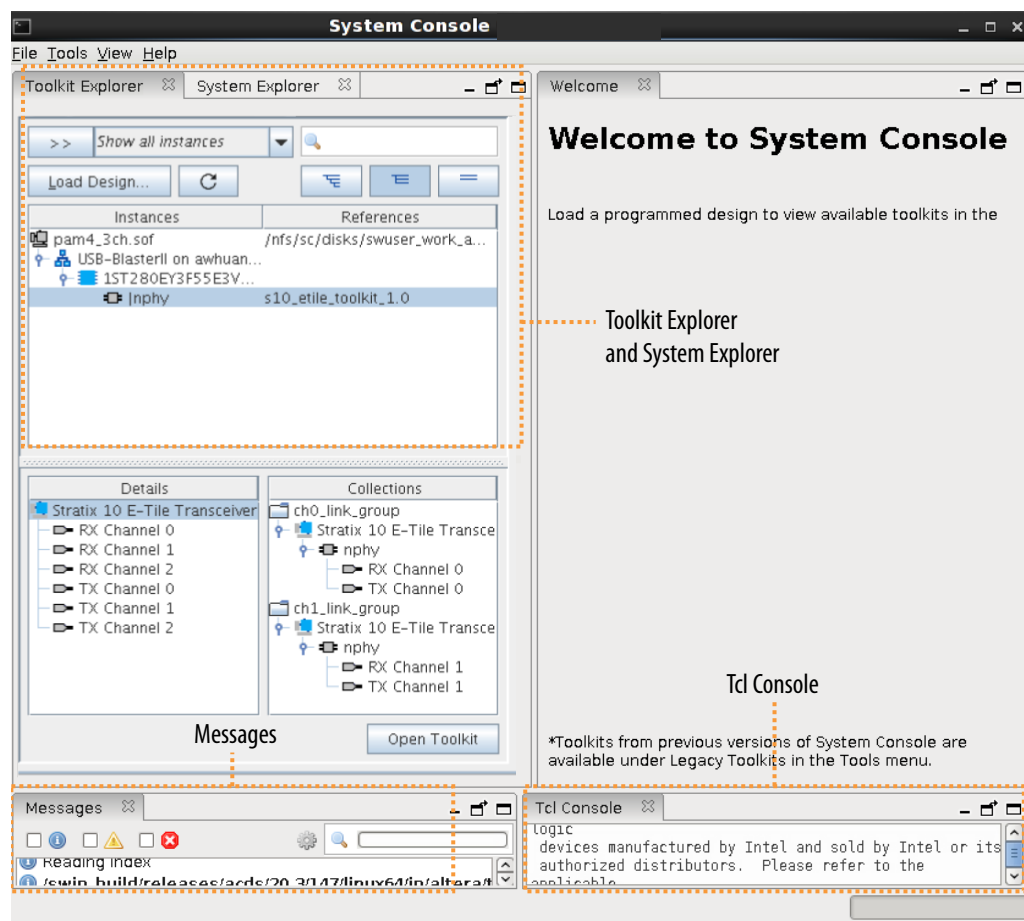 System Console
File Tools View Help
Toolkit Explorer
System Explorer
Welcome
>> Show all instances
Load Design...
Instances References
pam4_3ch.sof /nfs/sc/disks/swuser_work_a...
USB-BlasterII on awhuan...
1ST280EY3F55E3V...
|nphy s10_etile_toolkit_1.0
Welcome to System Console
Load a programmed design to view available toolkits in the
Toolkit Explorer
and System Explorer
Details
Stratix 10 E-Tile Transceiver
RX Channel 0
RX Channel 1
RX Channel 2
TX Channel 0
TX Channel 1
TX Channel 2
Collections
ch0_link_group
Stratix 10 E-Tile Transce
nphy
RX Channel 0
TX Channel 0
ch1_link_group
Stratix 10 E-Tile Transce
nphy
RX Channel 1
TX Channel 1
Open Toolkit
Tcl Console
Messages
*Toolkits from previous versions of System Console are
available under Legacy Toolkits in the Tools menu.
Messages
Reading index
/swip_build/releases/acds/20.3/147/linux64/ip/altera/t
Tcl Console
logic
devices manufactured by Intel and sold by Intel or its
authorized distributors. Please refer to the
applicable